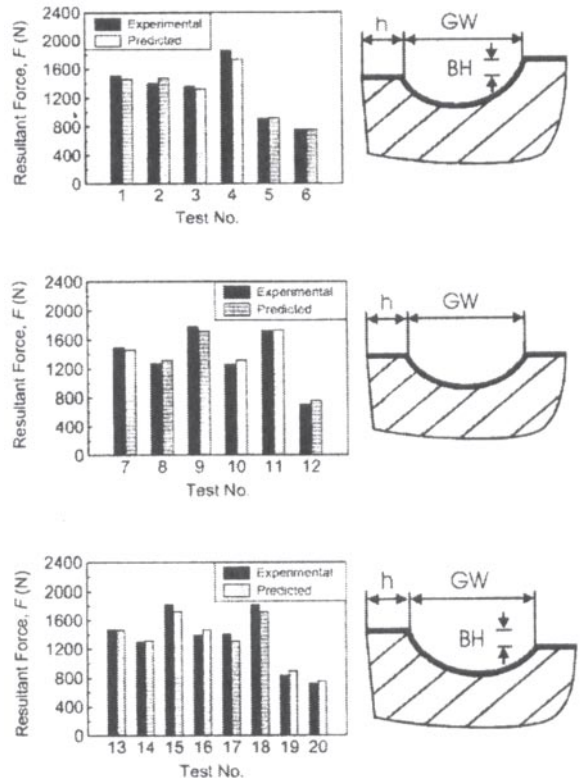 2400
2000
1600
1200
800
400
0
Resultant Force, F (N)
Experimental
Predicted
1 2 3 4 5 6
Test No.
h GW
BH
2400
2000
1600
1200
800
400
0
Resultant Force, F (N)
Experimental
Predicted
7 8 9 10 11 12
Test No.
h GW
2400
2000
1600
1200
800
400
0
Resultant Force, F (N)
Experimental
Predicted
13 14 15 16 17 18 19 20
Test No.
h GW
BH